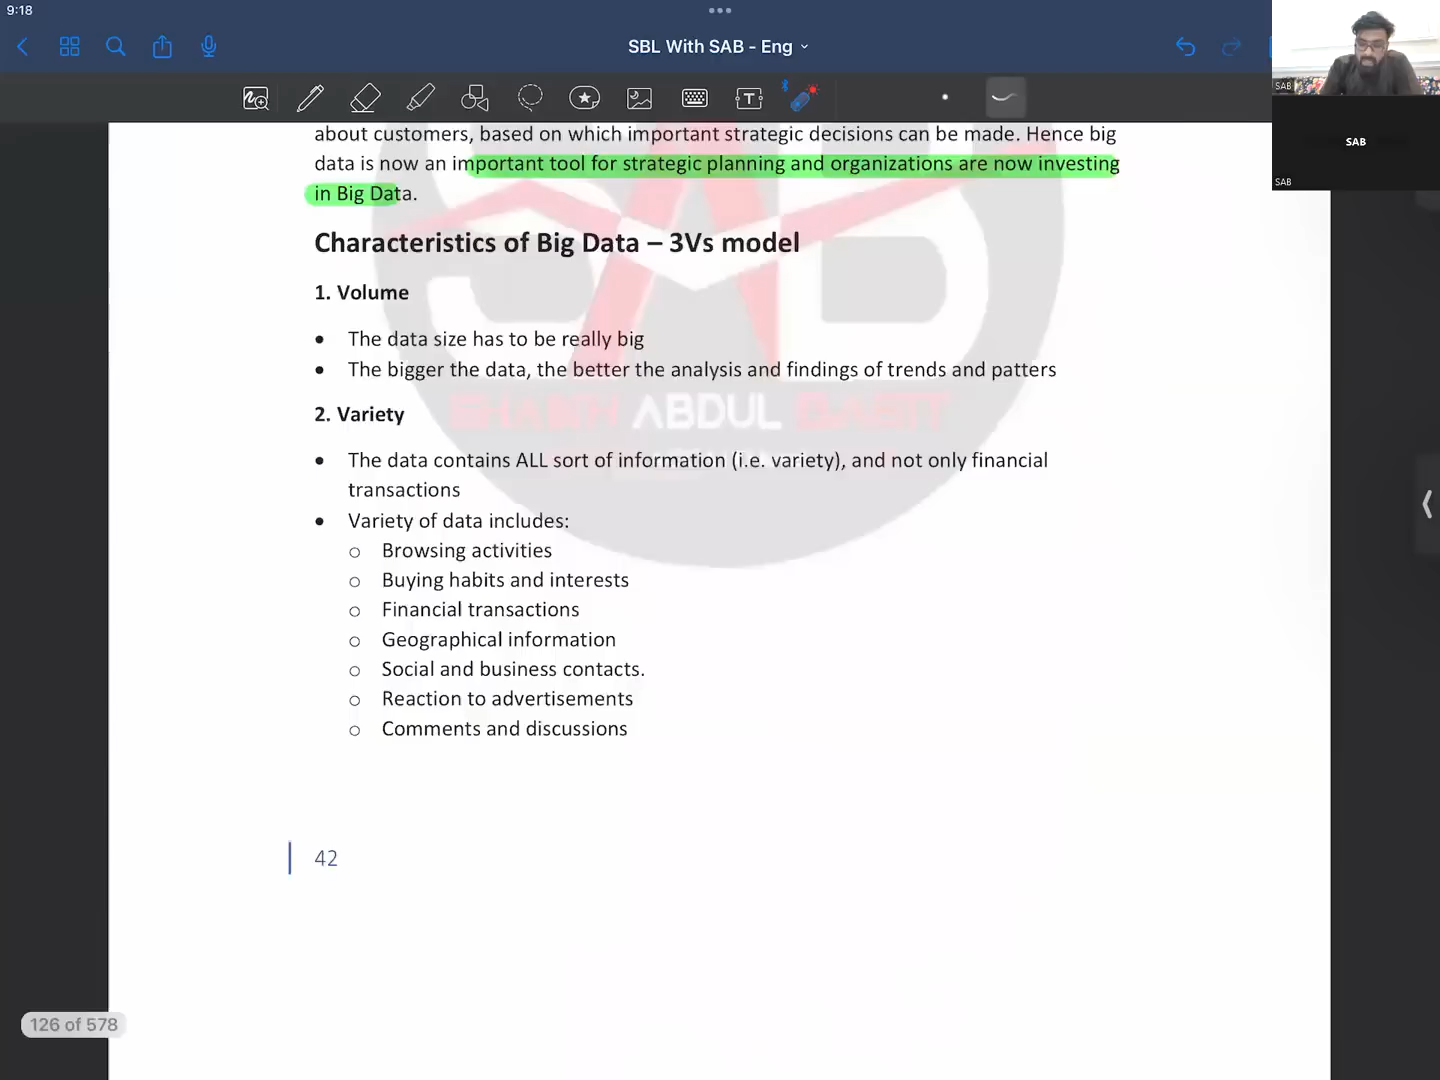 9:18
SBL With SAB - Eng
SAB
SAB
SAB
about customers, based on which important strategic decisions can be made. Hence big
data is now an important tool for strategic planning and organizations are now investing
in Big Data.
Characteristics of Big Data – 3Vs model
1. Volume
• The data size has to be really big
• The bigger the data, the better the analysis and findings of trends and patters
SHAIKH ABDUL BASIT
2. Variety
• The data contains ALL sort of information (i.e. variety), and not only financial
transactions
• Variety of data includes:
o Browsing activities
o Buying habits and interests
o Financial transactions
o Geographical information
o Social and business contacts.
o Reaction to advertisements
o Comments and discussions
42
126 of 578